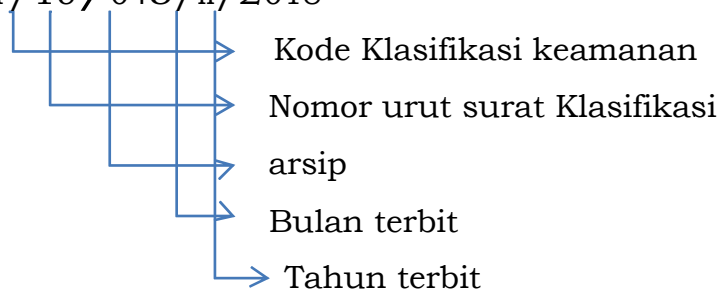 Kode Klasifikasi keamanan
Nomor urut surat Klasifikasi
arsip
Bulan terbit
Tahun terbit